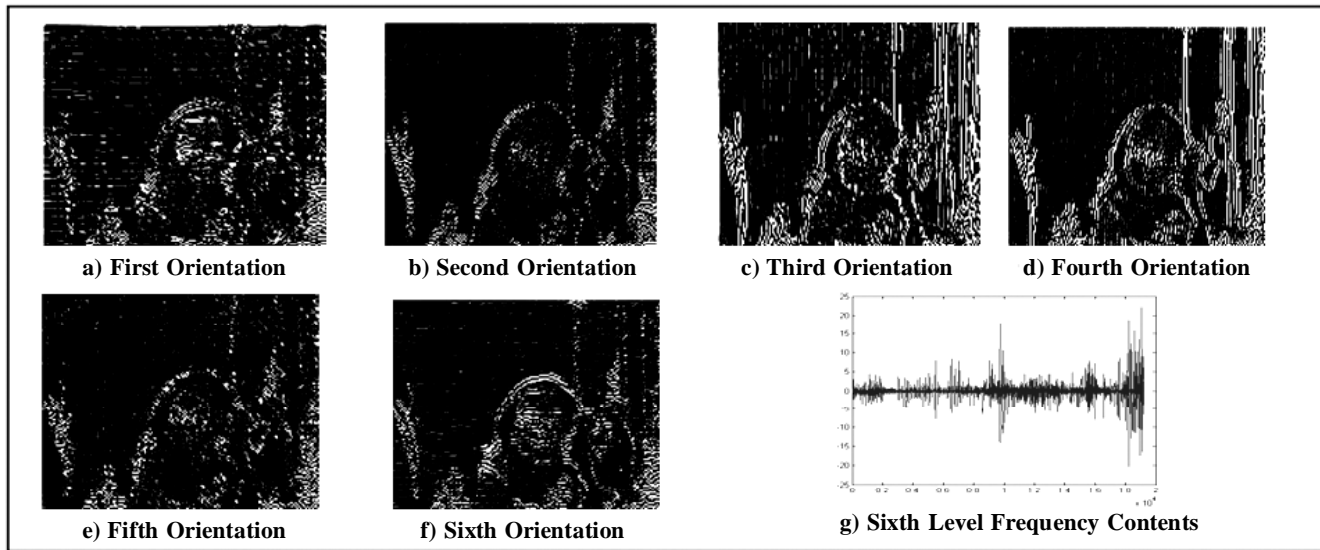 a) First Orientation
b) Second Orientation
c) Third Orientation
d) Fourth Orientation
e) Fifth Orientation
f) Sixth Orientation
25
20
15
10
5
0
-5
-10
-15
-20
-25
0 0.2 0.4 0.6 0.8 1 1.2 1.4 1.6 1.8 2
× 10⁴
g) Sixth Level Frequency Contents